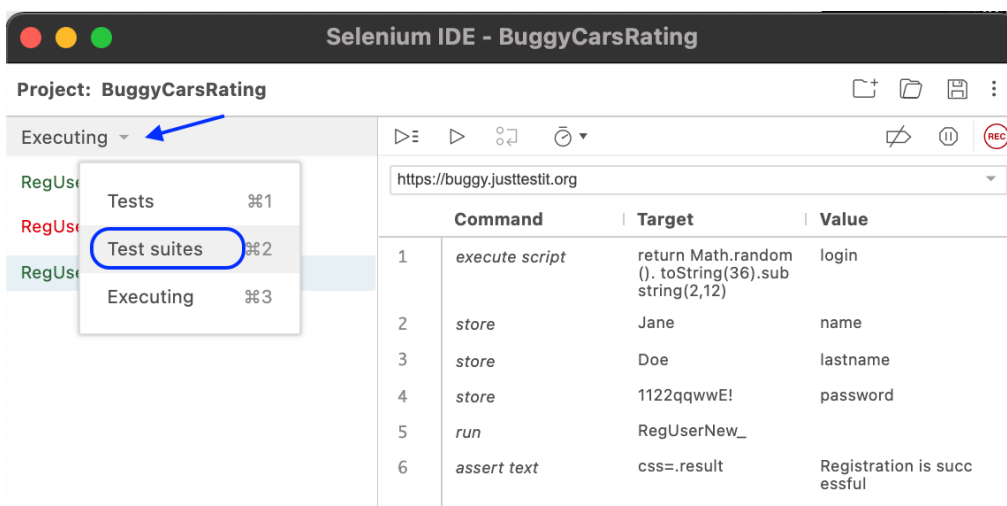 Selenium IDE - BuggyCarsRating
Project: BuggyCarsRating
Executing
REC
RegUse
RegUse
RegUse
Tests ⌘1
Test suites ⌘2
Executing ⌘3
https://buggy.justtestit.org
Command Target Value
1 execute script return Math.random login
(). toString(36).sub
string(2,12)
2 store Jane name
3 store Doe lastname
4 store 1122qqwwE! password
5 run RegUserNew_
6 assert text css=.result Registration is succ
essful